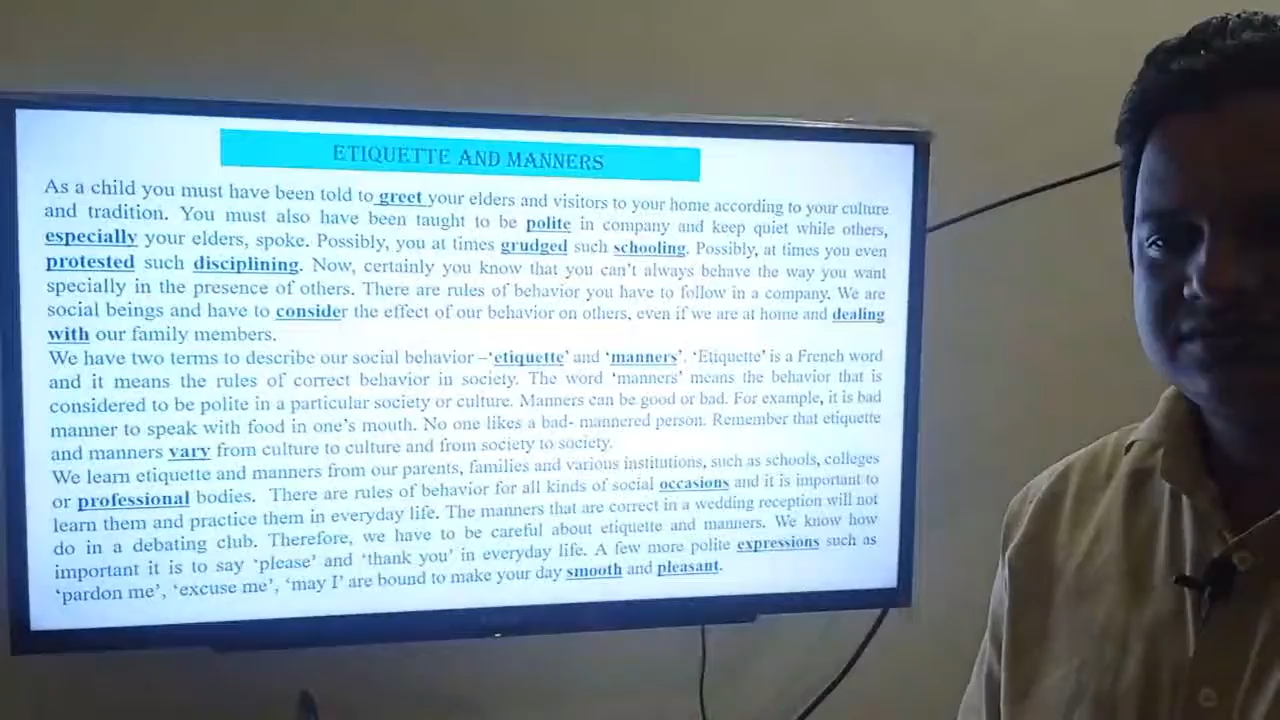 ETIQUETTE AND MANNERS
As a child you must have been told to greet your elders and visitors to your home according to your culture
and tradition. You must also have been taught to be polite in company and keep quiet while others,
especially your elders, spoke. Possibly, you at times grudged such schooling. Possibly, at times you even
protested such disciplining. Now, certainly you know that you can't always behave the way you want
specially in the presence of others. There are rules of behavior you have to follow in a company. We are
social beings and have to consider the effect of our behavior on others, even if we are at home and dealing
with our family members.
We have two terms to describe our social behavior –'etiquette' and 'manners'. 'Etiquette' is a French word
and it means the rules of correct behavior in society. The word 'manners' means the behavior that is
considered to be polite in a particular society or culture. Manners can be good or bad. For example, it is bad
manner to speak with food in one's mouth. No one likes a bad- mannered person. Remember that etiquette
and manners vary from culture to culture and from society to society.
We learn etiquette and manners from our parents, families and various institutions, such as schools, colleges
or professional bodies. There are rules of behavior for all kinds of social occasions and it is important to
learn them and practice them in everyday life. The manners that are correct in a wedding reception will not
do in a debating club. Therefore, we have to be careful about etiquette and manners. We know how
important it is to say 'please' and 'thank you' in everyday life. A few more polite expressions such as
'pardon me', 'excuse me', 'may I' are bound to make your day smooth and pleasant.